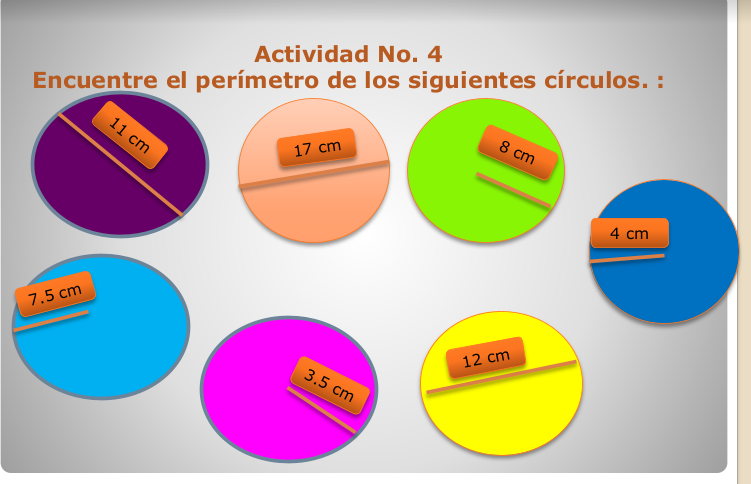 Actividad No. 4
Encuentre el perímetro de los siguientes círculos. :
11 cm
17 cm
8 cm
4 cm
7.5 cm
3.5 cm
12 cm